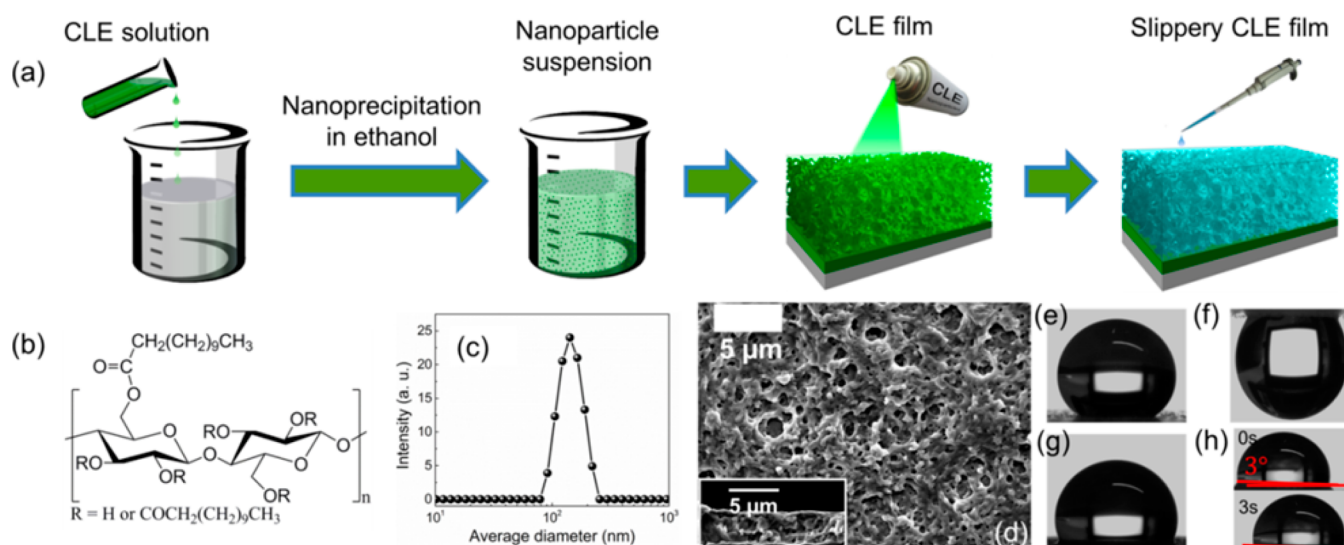 CLE solution
(a)
Nanoprecipitation
in ethanol
Nanoparticle
suspension
CLE film
CLE
Slippery CLE film
(b)
CH₂(CH₂)₉CH₃
O
O
RO
RO
OR
O
O
RO
OR
O
O
OR
n
R = H or COCH₂(CH₂)₉CH₃
(c)
Intensity (a. u.)
25
20
15
10
5
0
10¹
10²
10³
Average diameter (nm)
5 μm
5 μm
(d)
(e)
(f)
(g)
(h)
0s
3°
3s